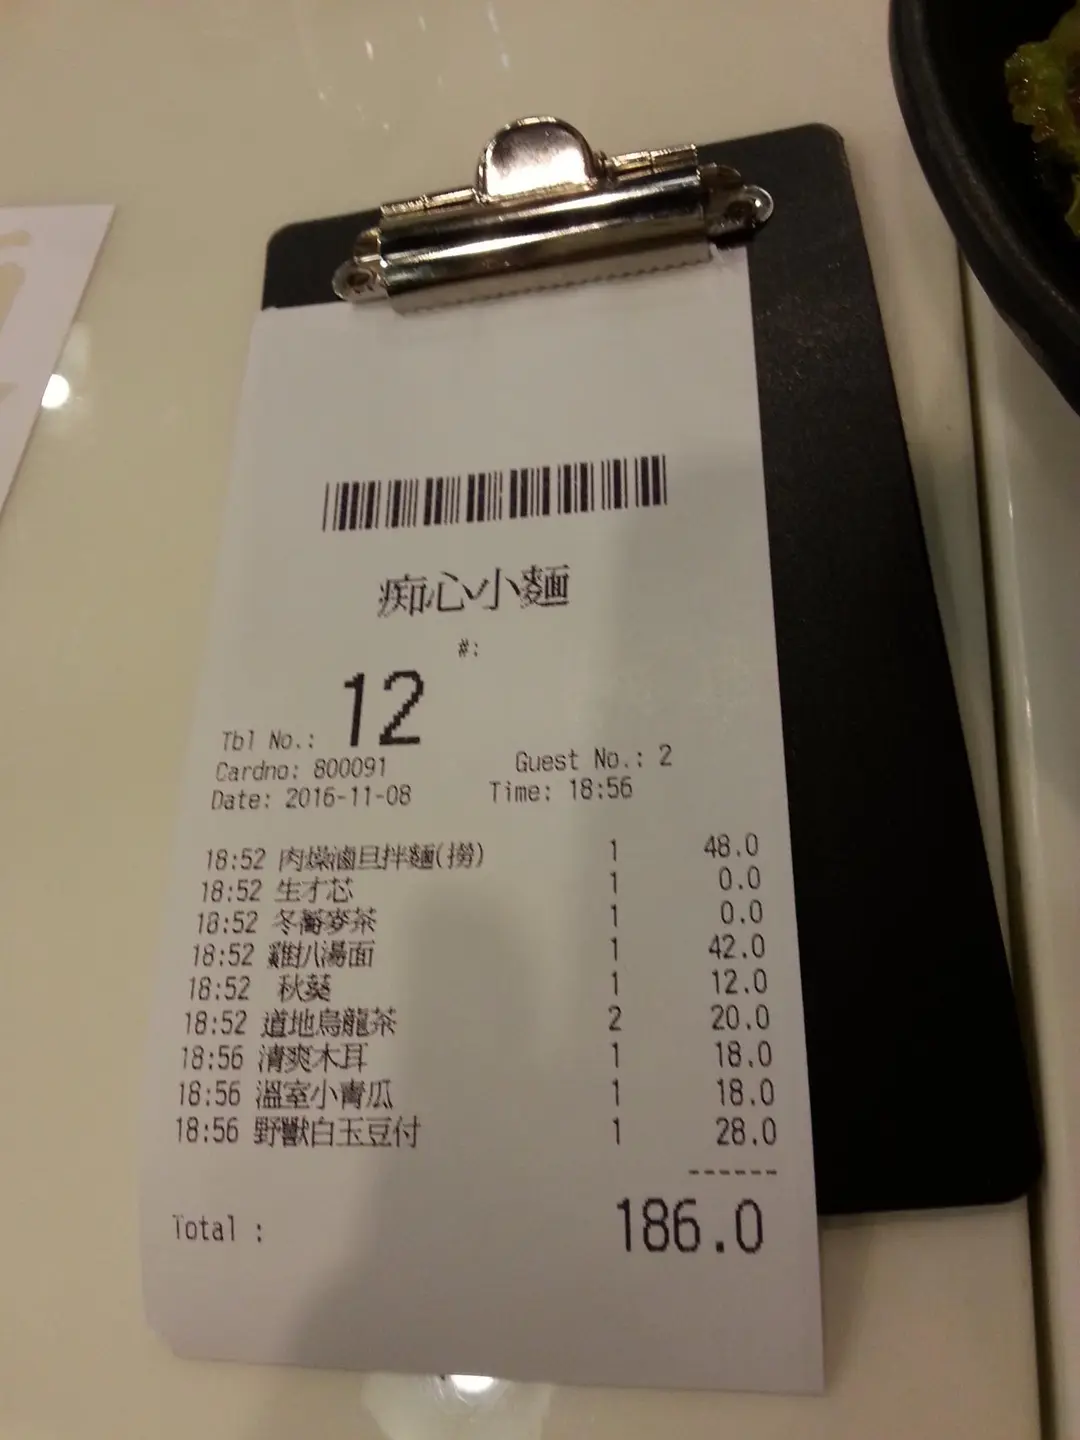 痴心小麵
#:
Tbl No.: 12
Cardno: 800091 Guest No.: 2
Date: 2016-11-08 Time: 18:56
18:52 肉燥滷旦拌麵(撈) 1 48.0
18:52 生才芯 1 0.0
18:52 冬蕎麥茶 1 0.0
18:52 雞扒湯面 1 42.0
18:52 秋葵 1 12.0
18:52 道地烏龍茶 2 20.0
18:56 清爽木耳 1 18.0
18:56 溫室小青瓜 1 18.0
18:56 野獸白玉豆付 1 28.0
------
Total : 186.0